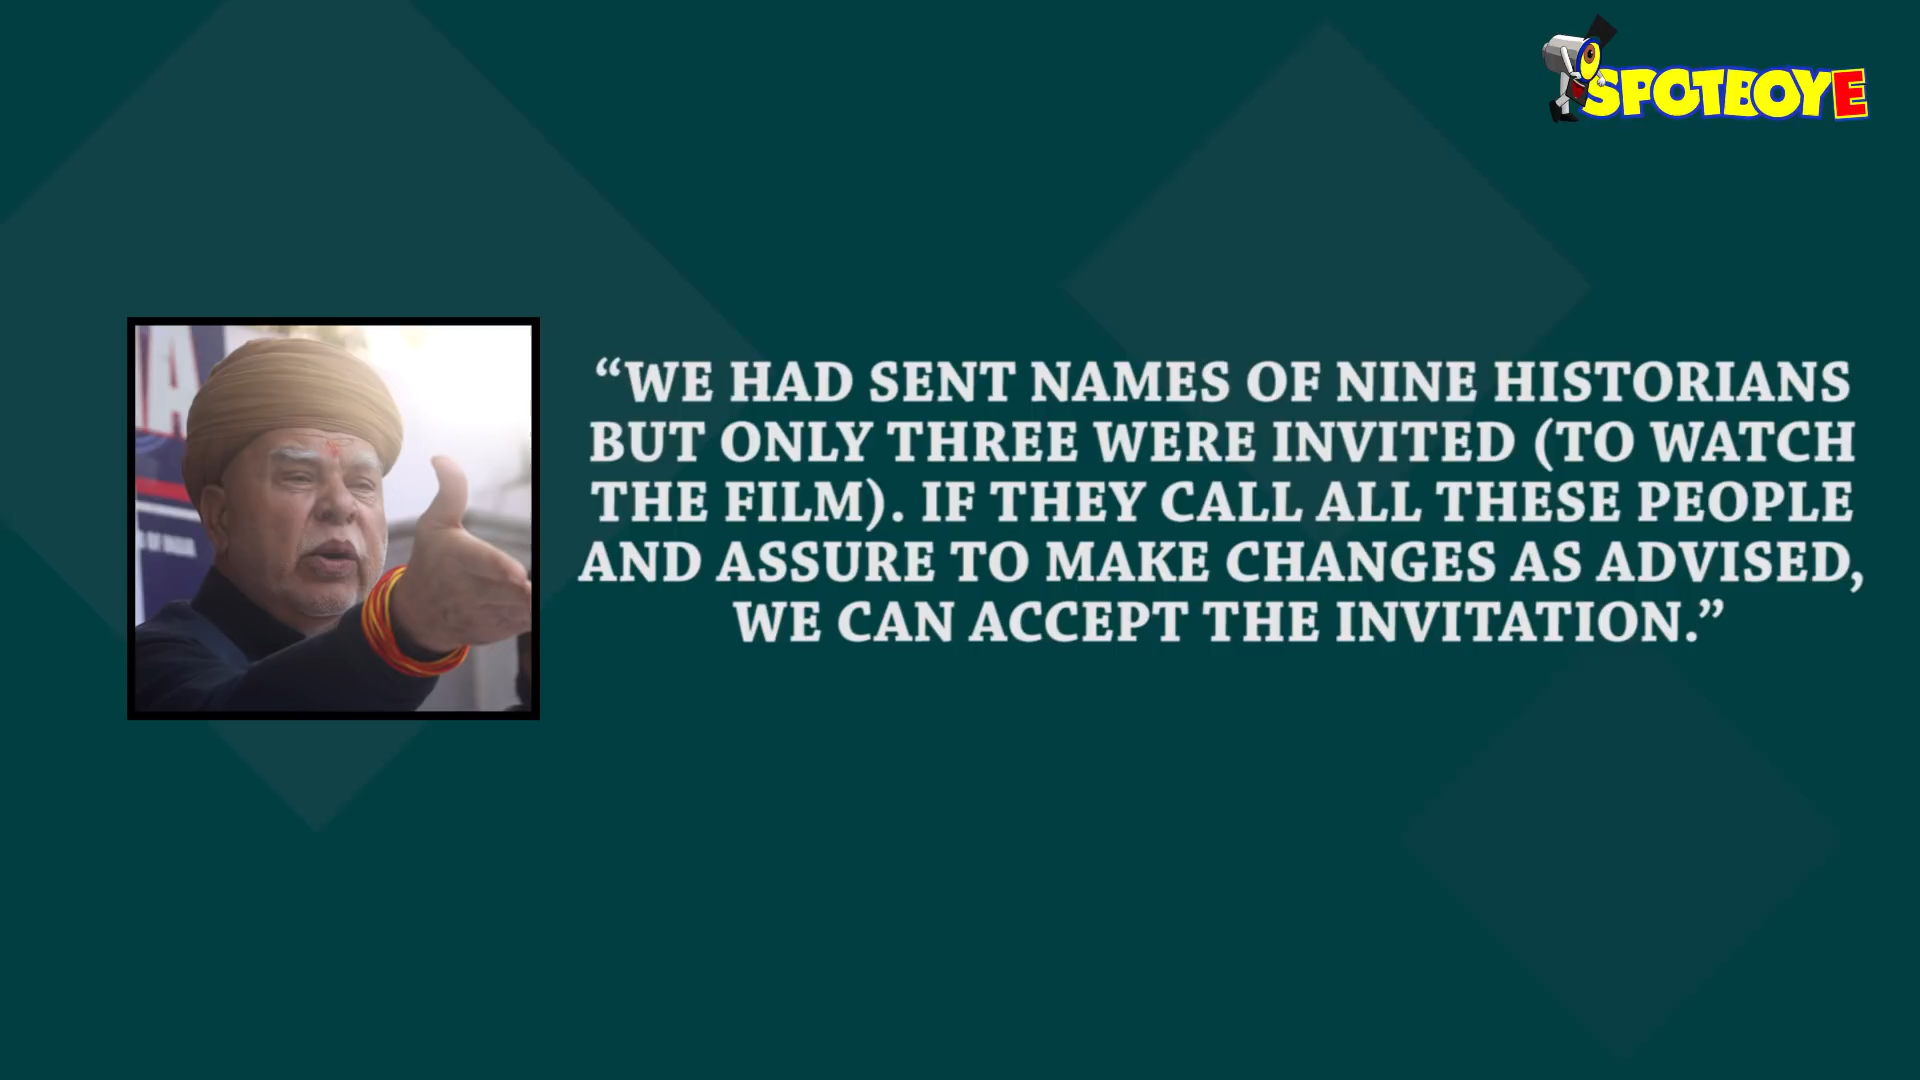 SPOTBOYE
“WE HAD SENT NAMES OF NINE HISTORIANS
BUT ONLY THREE WERE INVITED (TO WATCH
THE FILM). IF THEY CALL ALL THESE PEOPLE
AND ASSURE TO MAKE CHANGES AS ADVISED,
WE CAN ACCEPT THE INVITATION.”